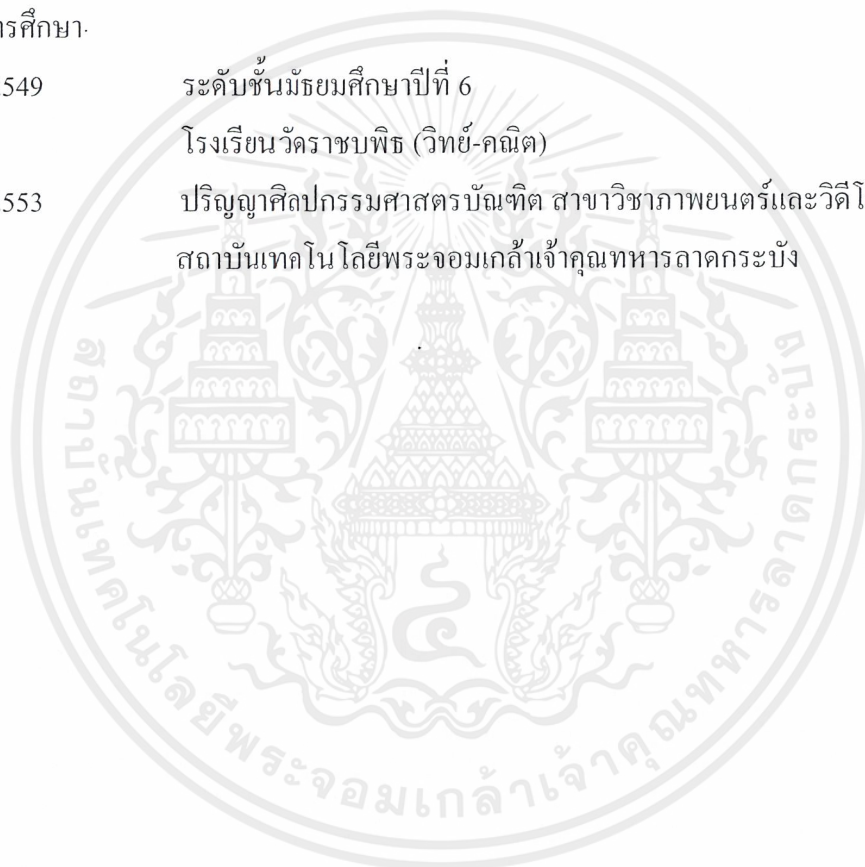 รศึกษา
549 ระดับชั้นมัธยมศึกษาปีที่ 6
โรงเรียนวัดราชบพิธ (วิทย์-คณิต)
553 ปริญญาศิลปกรรมศาสตรบัณฑิต สาขาวิชาภาพยนตร์และวิดีโ
สถาบันเทคโนโลยีพระจอมเกล้าเจ้าคุณทหารลาดกระบัง
สถาบันเทคโนโลยีพระจอมเกล้าเจ้าคุณทหารลาดกระบัง